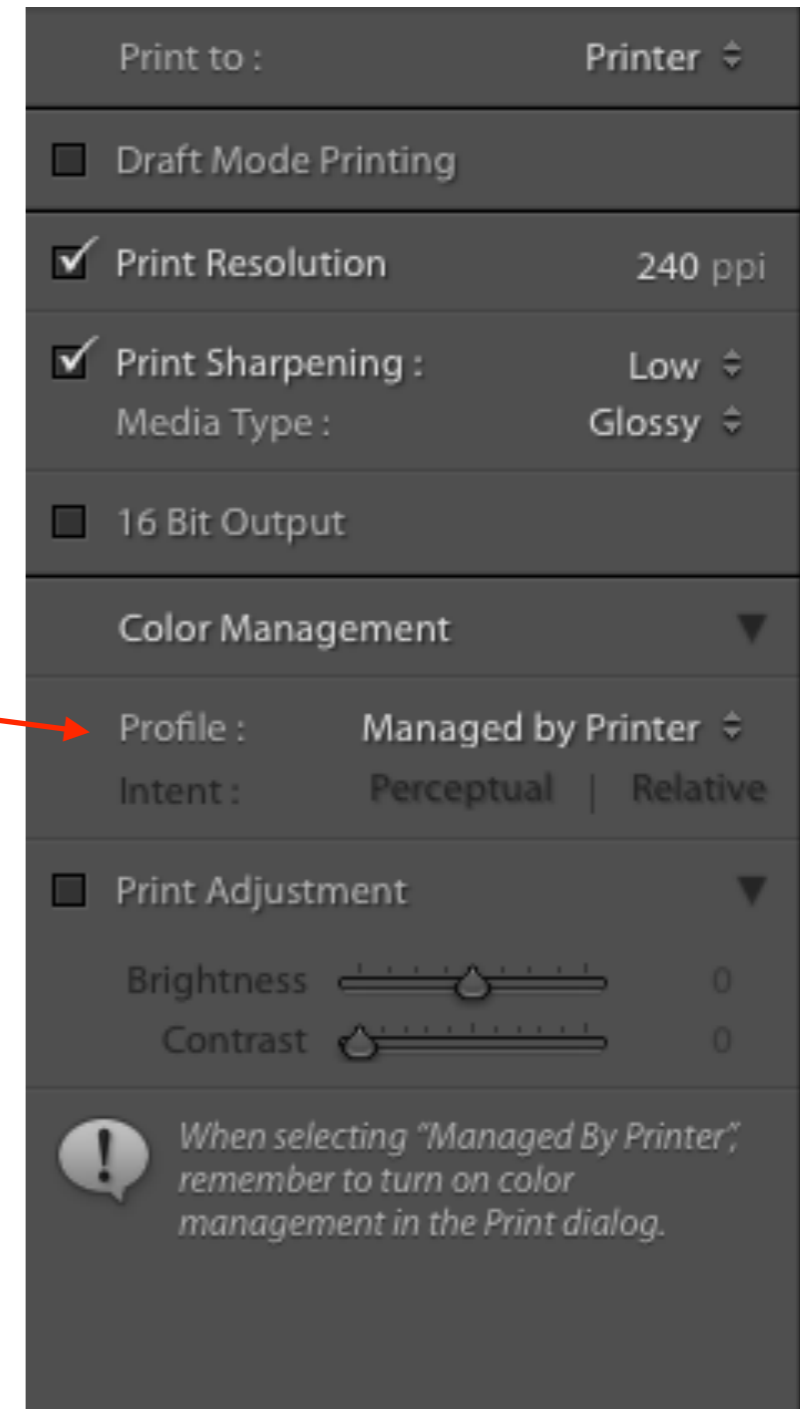 Print to : Printer
Draft Mode Printing
Print Resolution 240 ppi
Print Sharpening : Low
Media Type : Glossy
16 Bit Output
Color Management
Profile : Managed by Printer
Intent : Perceptual | Relative
Print Adjustment
Brightness 0
Contrast 0
When selecting “Managed By Printer”,
remember to turn on color
management in the Print dialog.